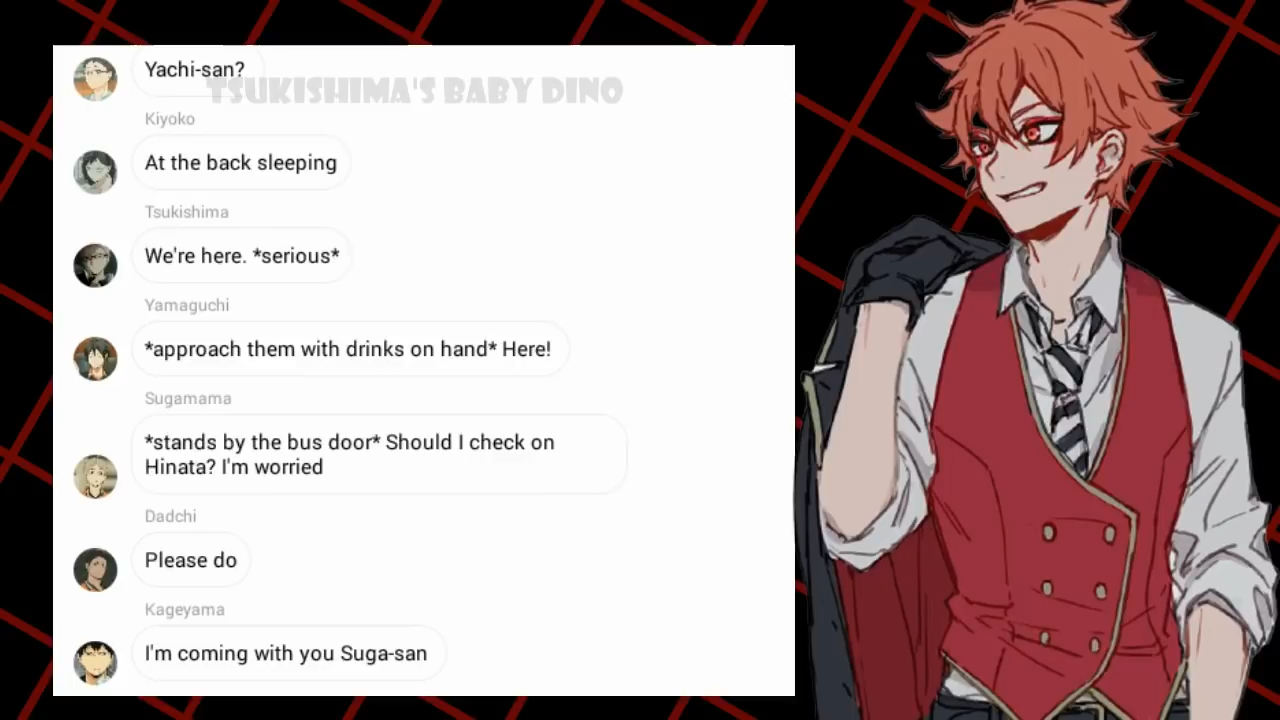 Yachi-san?
TSUKISHIMA'S BABY DINO
Kiyoko
At the back sleeping
Tsukishima
We're here. *serious*
Yamaguchi
*approach them with drinks on hand* Here!
Sugamama
*stands by the bus door* Should I check on
Hinata? I'm worried
Dadchi
Please do
Kageyama
I'm coming with you Suga-san